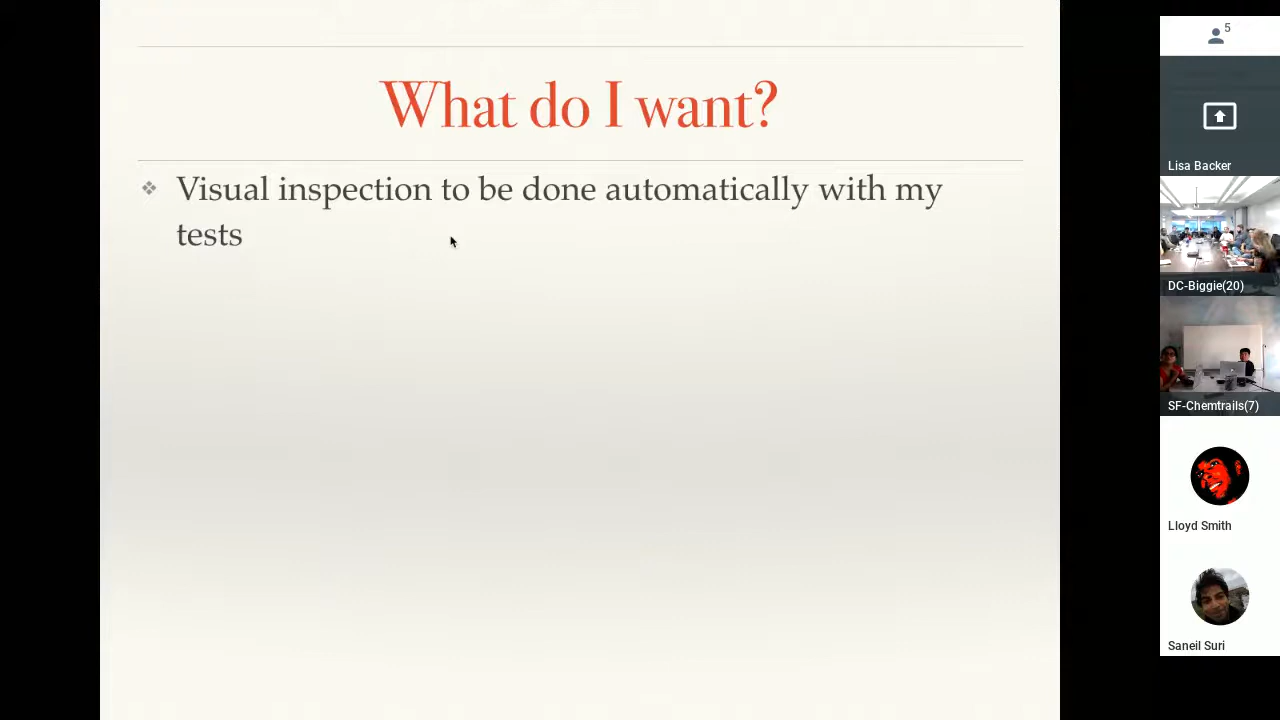 What do I want?
Visual inspection to be done automatically with my
tests
5
Lisa Backer
DC-Biggie(20)
SF-Chemtrails(7)
Lloyd Smith
Saneil Suri